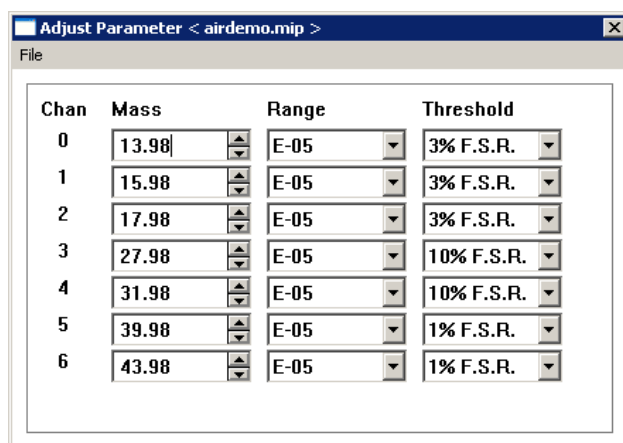 Adjust Parameter < airdemo.mip >
File
Chan Mass Range Threshold
0 13.98 E-05 3% F.S.R.
1 15.98 E-05 3% F.S.R.
2 17.98 E-05 3% F.S.R.
3 27.98 E-05 10% F.S.R.
4 31.98 E-05 10% F.S.R.
5 39.98 E-05 1% F.S.R.
6 43.98 E-05 1% F.S.R.